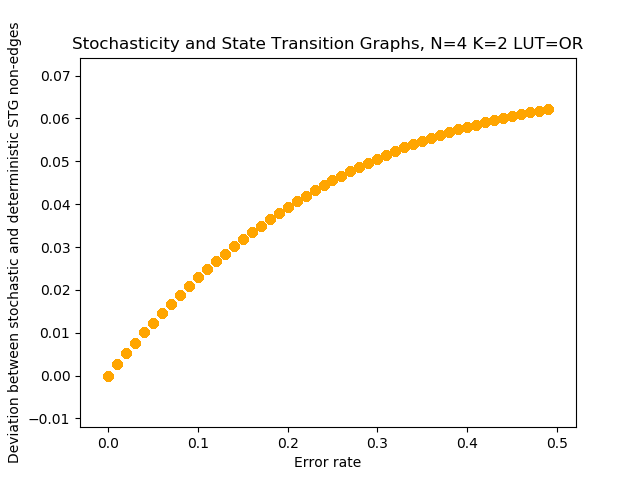 Stochasticity and State Transition Graphs, N=4 K=2 LUT=OR
Deviation between stochastic and deterministic STG non-edges
0.07
0.06
0.05
0.04
0.03
0.02
0.01
0.00
−0.01
0.0 0.1 0.2 0.3 0.4 0.5
Error rate